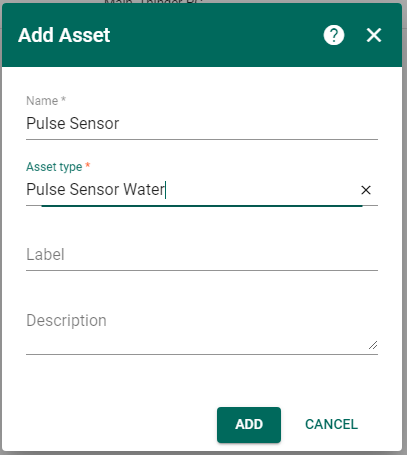 Add Asset
?
Name *
Pulse Sensor
Asset type *
Pulse Sensor Water
Label
Description
ADD CANCEL